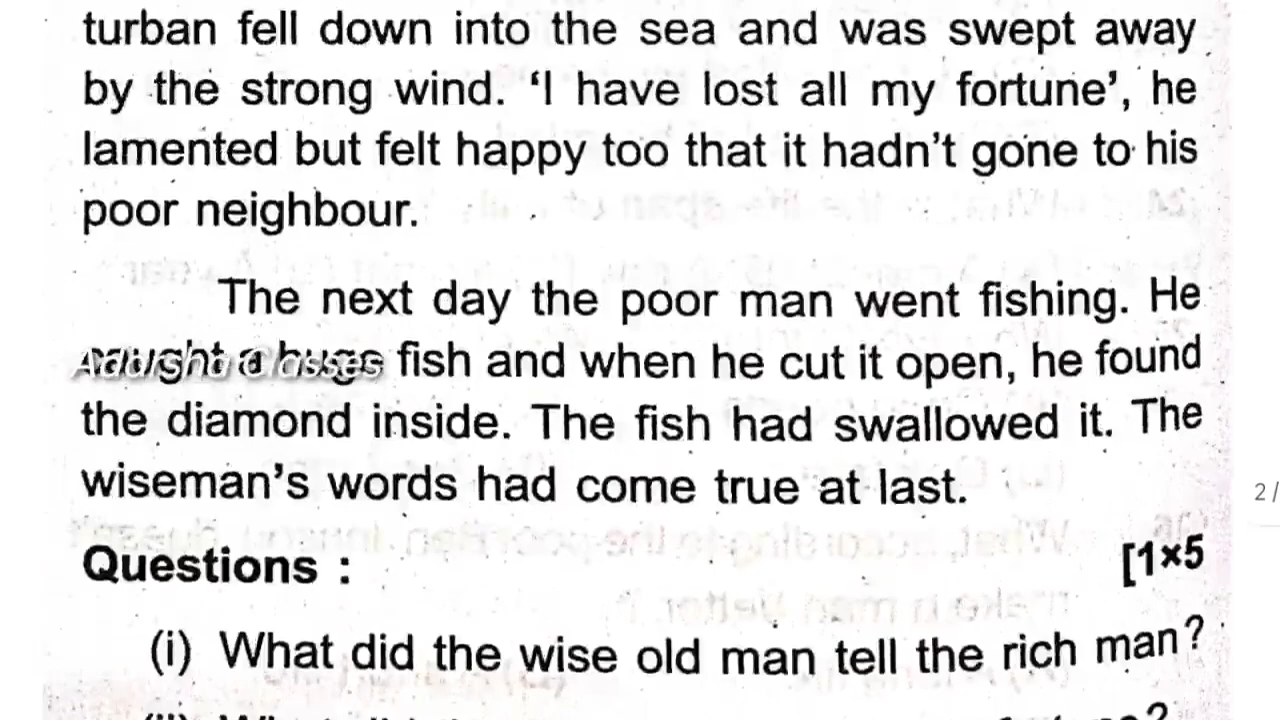 turban fell down into the sea and was swept away
by the strong wind. ‘I have lost all my fortune’, he
lamented but felt happy too that it hadn’t gone to his
poor neighbour.
The next day the poor man went fishing. He
caught a huge fish and when he cut it open, he found
Adarsha Classes
the diamond inside. The fish had swallowed it. The
wiseman’s words had come true at last.
2/
Questions :
[1×5
(i) What did the wise old man tell the rich man?